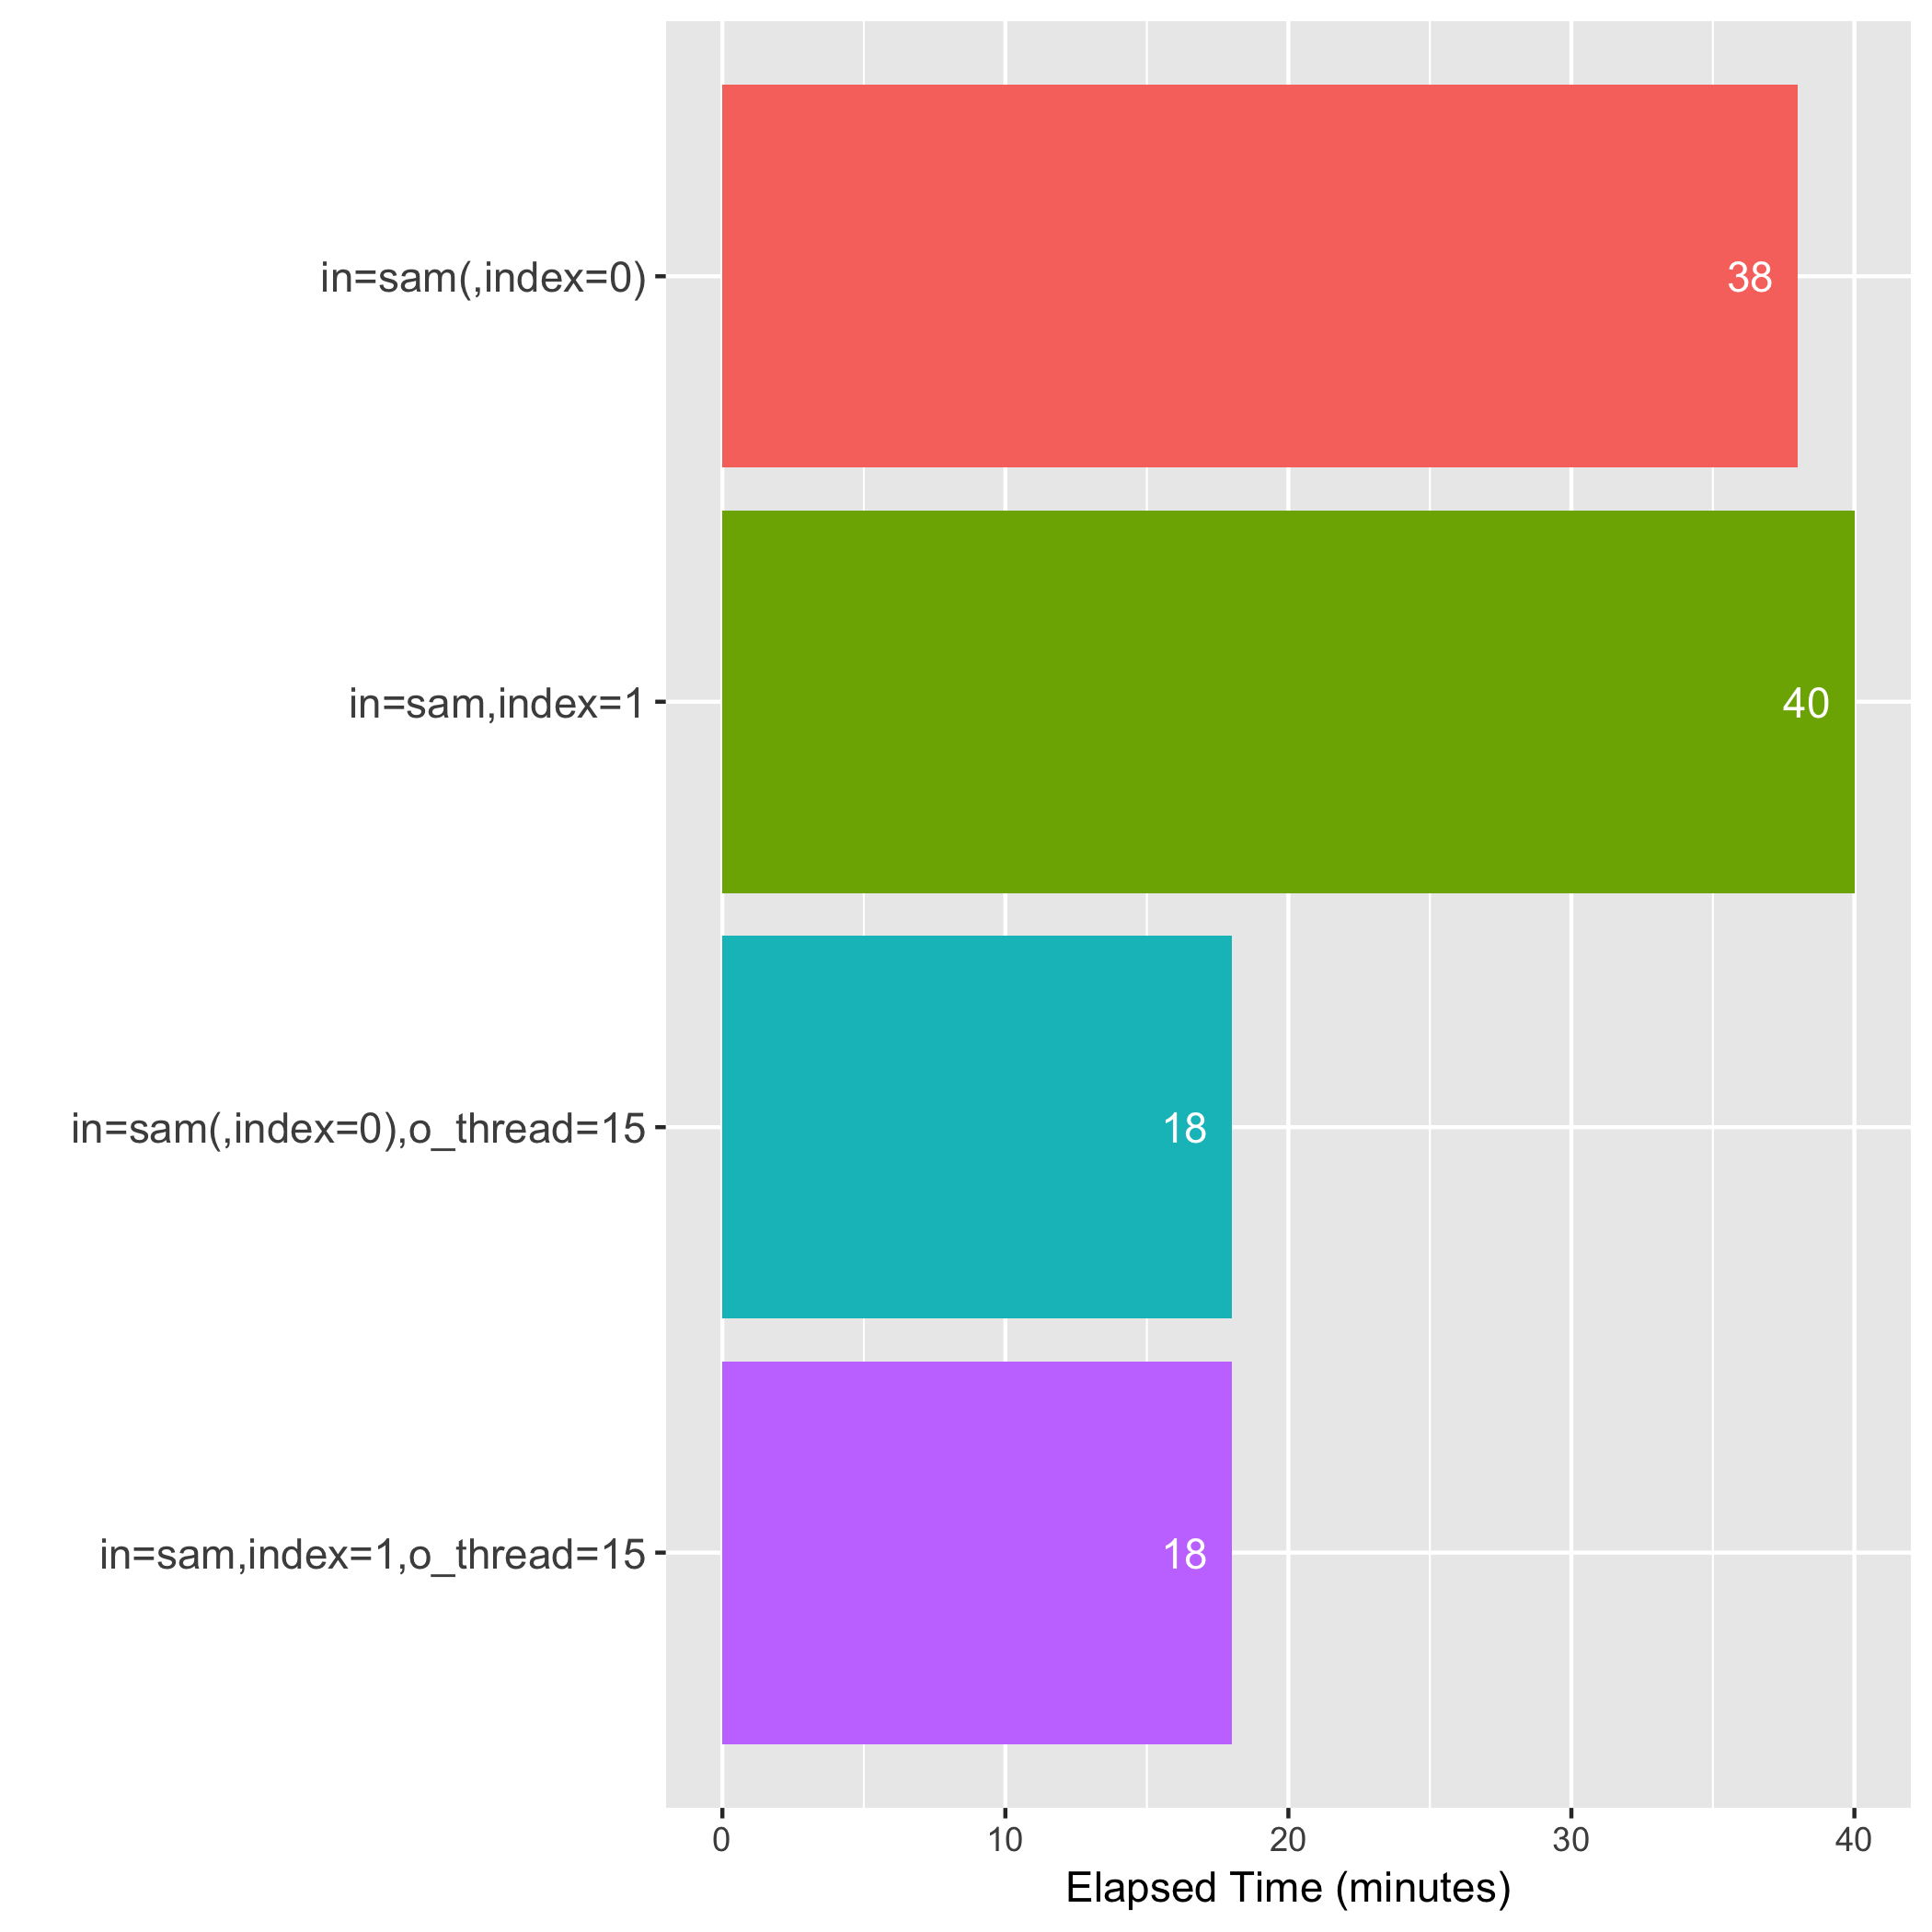 in=sam(,index=0)
38
in=sam,index=1
40
in=sam(,index=0),o_thread=15
18
in=sam,index=1,o_thread=15
18
0 10 20 30 40
Elapsed Time (minutes)